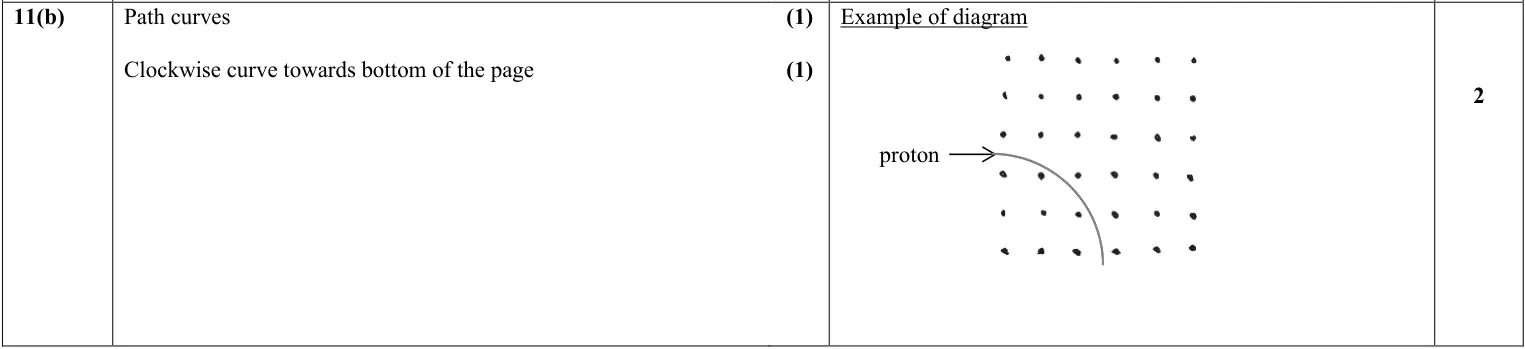 11(b)
Path curves (1)
Clockwise curve towards bottom of the page (1)
Example of diagram
proton
2